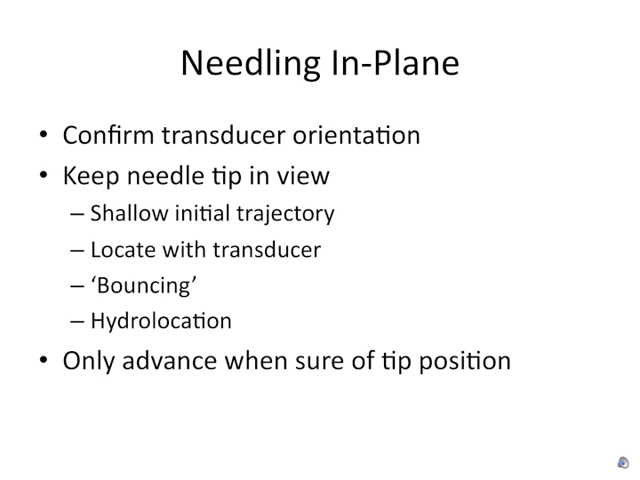 Needling In-Plane
• Confirm transducer orientation
• Keep needle tip in view
– Shallow initial trajectory
– Locate with transducer
– ‘Bouncing’
– Hydrolocation
• Only advance when sure of tip position